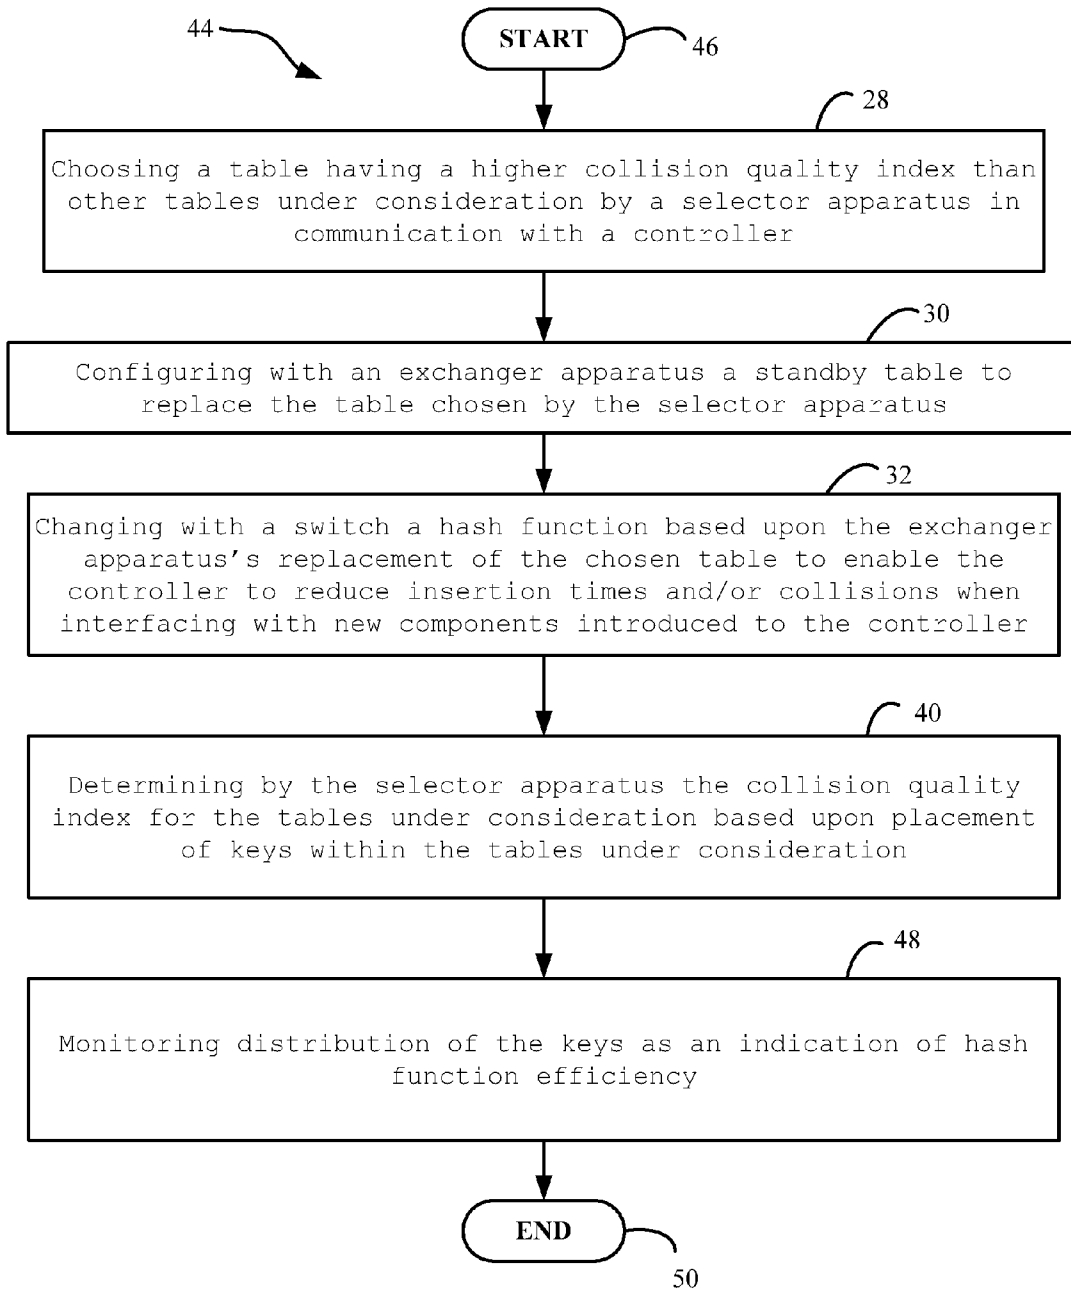 44
START
46
28
Choosing a table having a higher collision quality index than
other tables under consideration by a selector apparatus in
communication with a controller
30
Configuring with an exchanger apparatus a standby table to
replace the table chosen by the selector apparatus
32
Changing with a switch a hash function based upon the exchanger
apparatus's replacement of the chosen table to enable the
controller to reduce insertion times and/or collisions when
interfacing with new components introduced to the controller
40
Determining by the selector apparatus the collision quality
index for the tables under consideration based upon placement
of keys within the tables under consideration
48
Monitoring distribution of the keys as an indication of hash
function efficiency
END
50